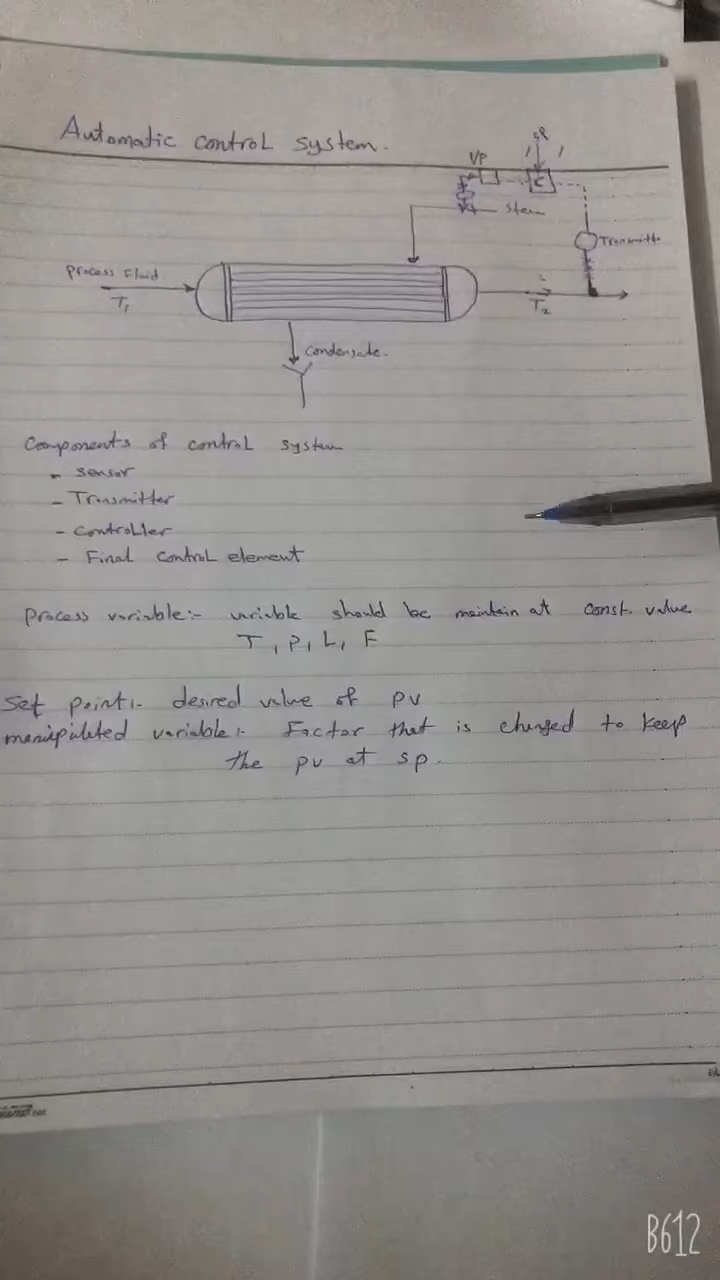 Automatic control system.
SP
VP
C
steam
Transmitte
Process Fluid
T1
T2
Condensate.
Components of control system
- sensor
- Transmitter
- Controller
- Final control element
Process variable:- variable should be maintain at const. value
T, P, L, F
Set point:- desired value of PV
manipulated variable:- Factor that is changed to keep
the PV at SP.
B612